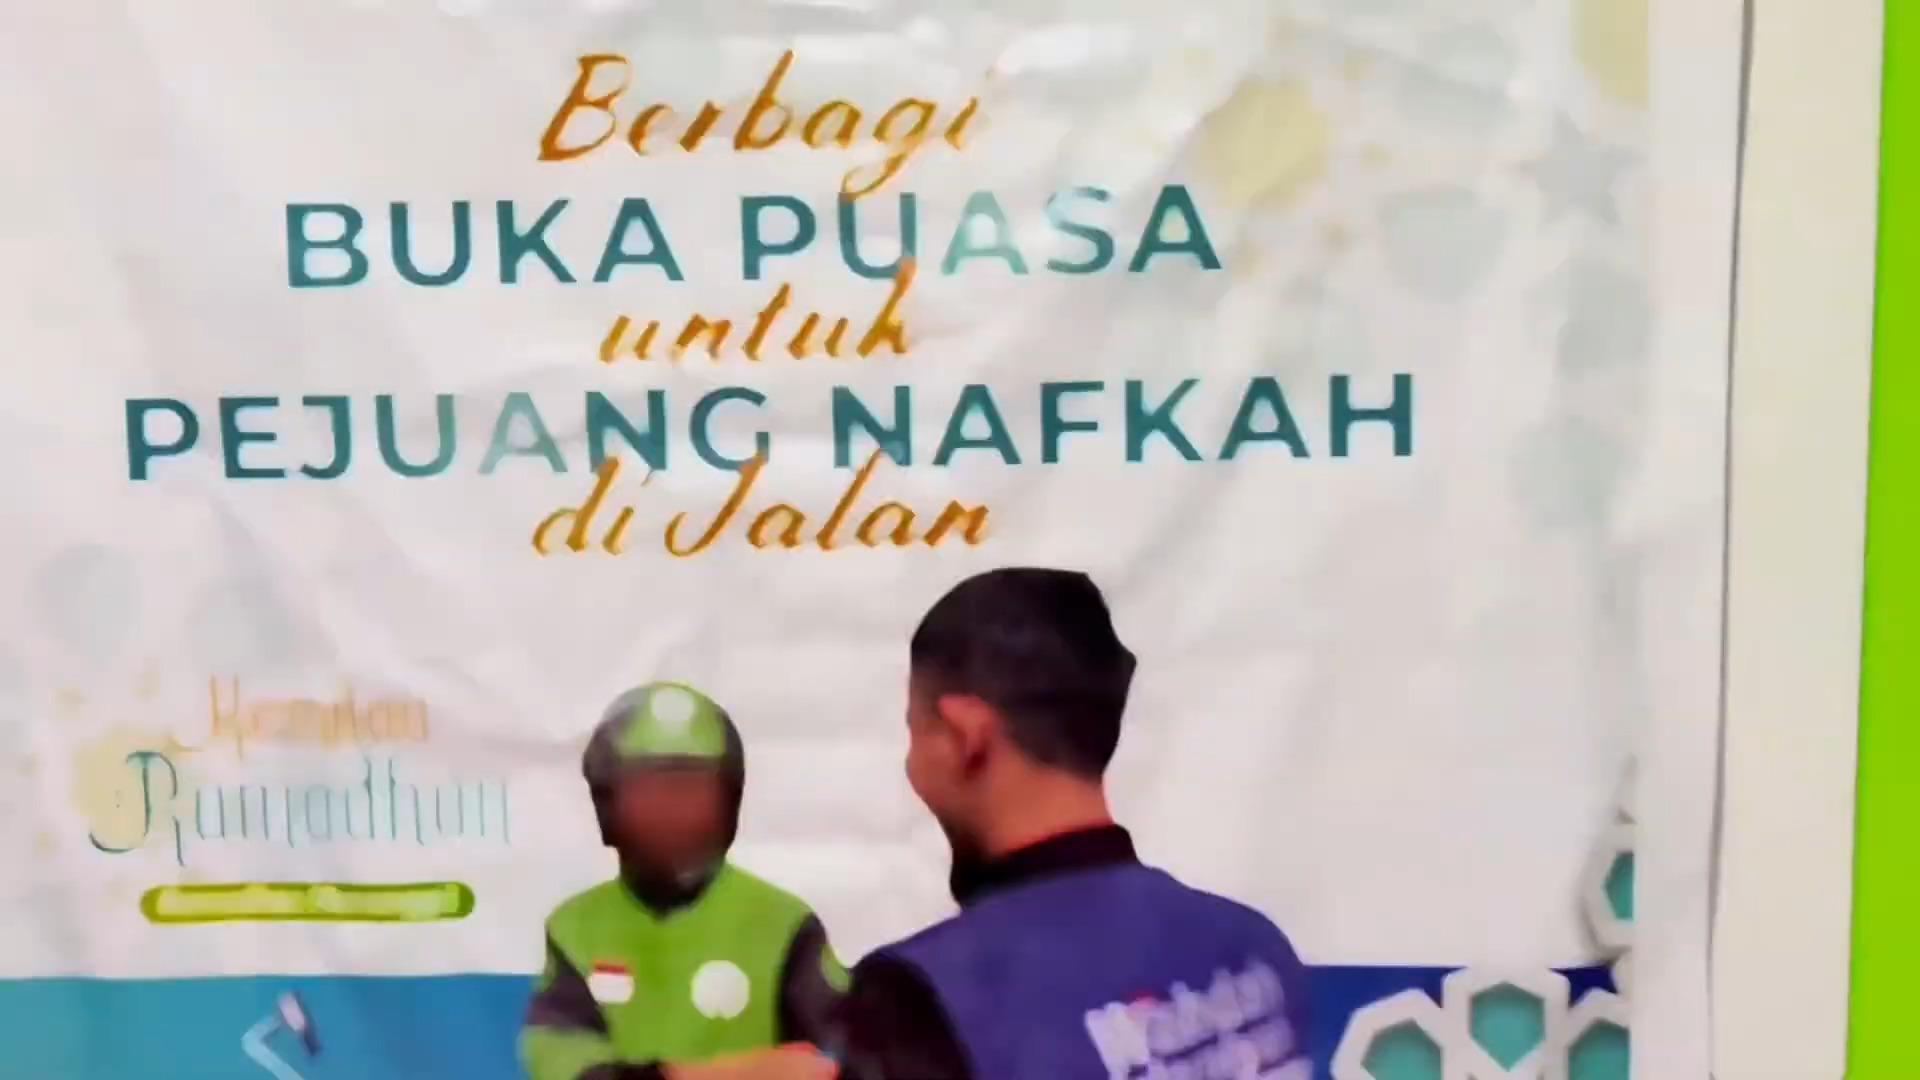 Berbagi
BUKA PUASA
untuk
PEJUANG NAFKAH
di Jalan
Ramadhan